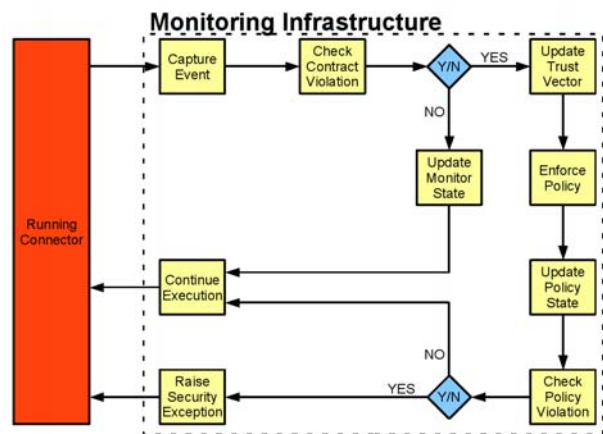 Monitoring Infrastructure
Capture
Event
Check
Contract
Violation
Y/N
YES
Update
Trust
Vector
NO
Update
Monitor
State
Enforce
Policy
Running
Connector
Continue
Execution
Update
Policy
State
NO
Raise
Security
Exception
YES
Y/N
Check
Policy
Violation